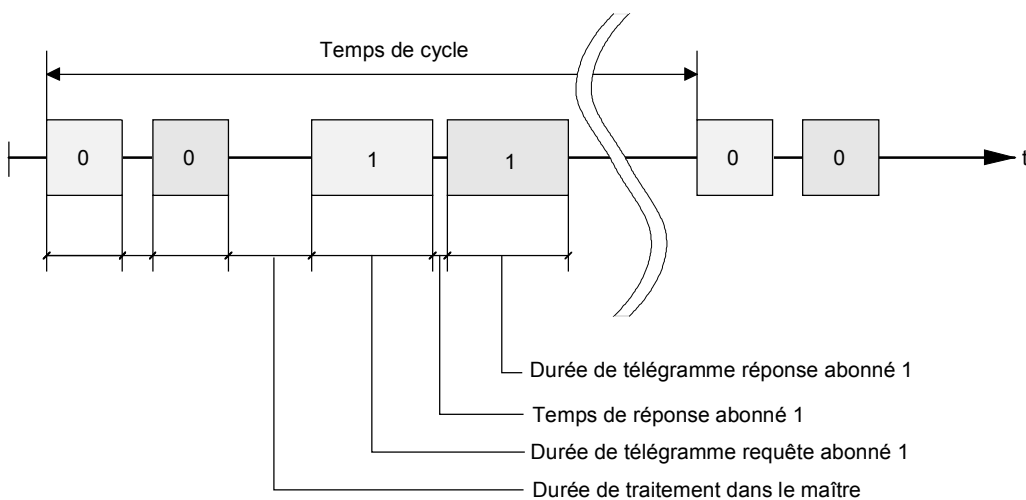 Temps de cycle
0 0 1 1 0 0 t
Durée de télégramme réponse abonné 1
Temps de réponse abonné 1
Durée de télégramme requête abonné 1
Durée de traitement dans le maître